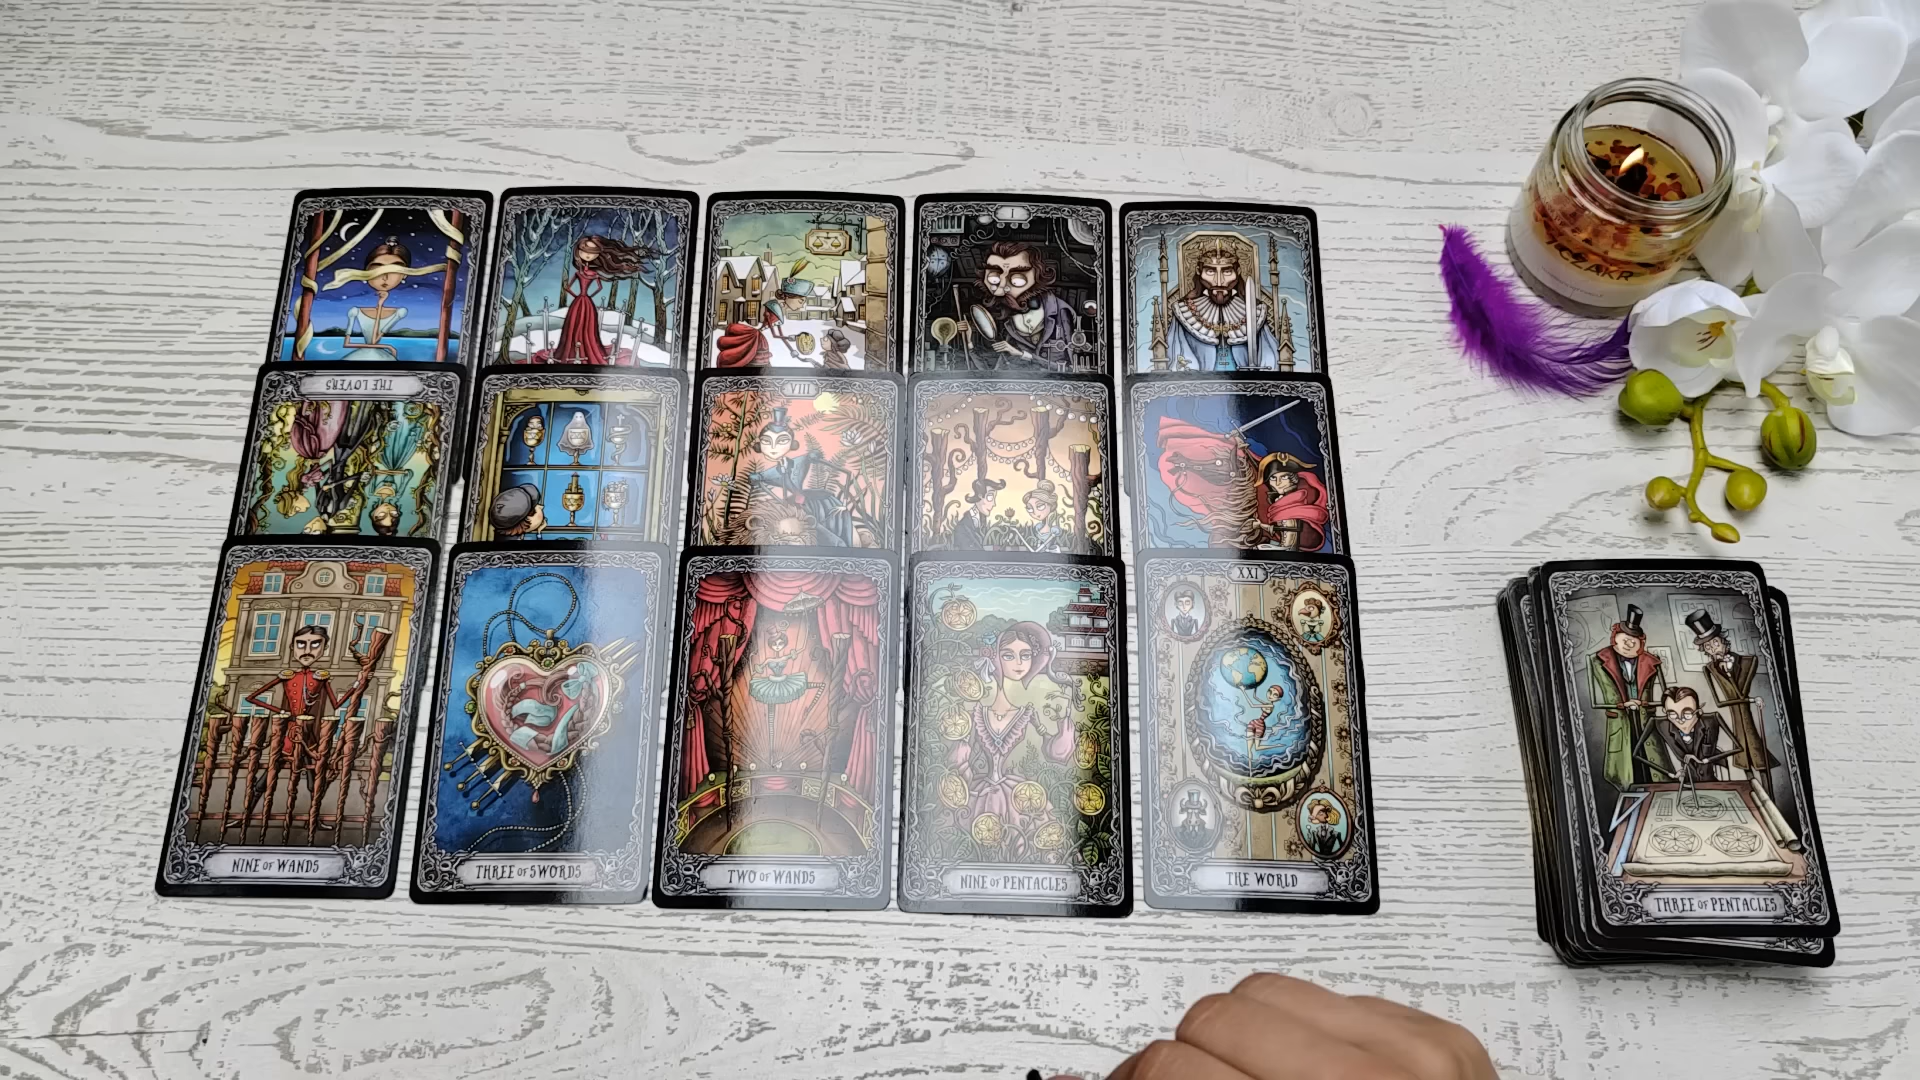 I
THE LOVERS
VIII
XXI
NINE OF WANDS
THREE OF SWORDS
TWO OF WANDS
NINE OF PENTACLES
THE WORLD
THREE OF PENTACLES